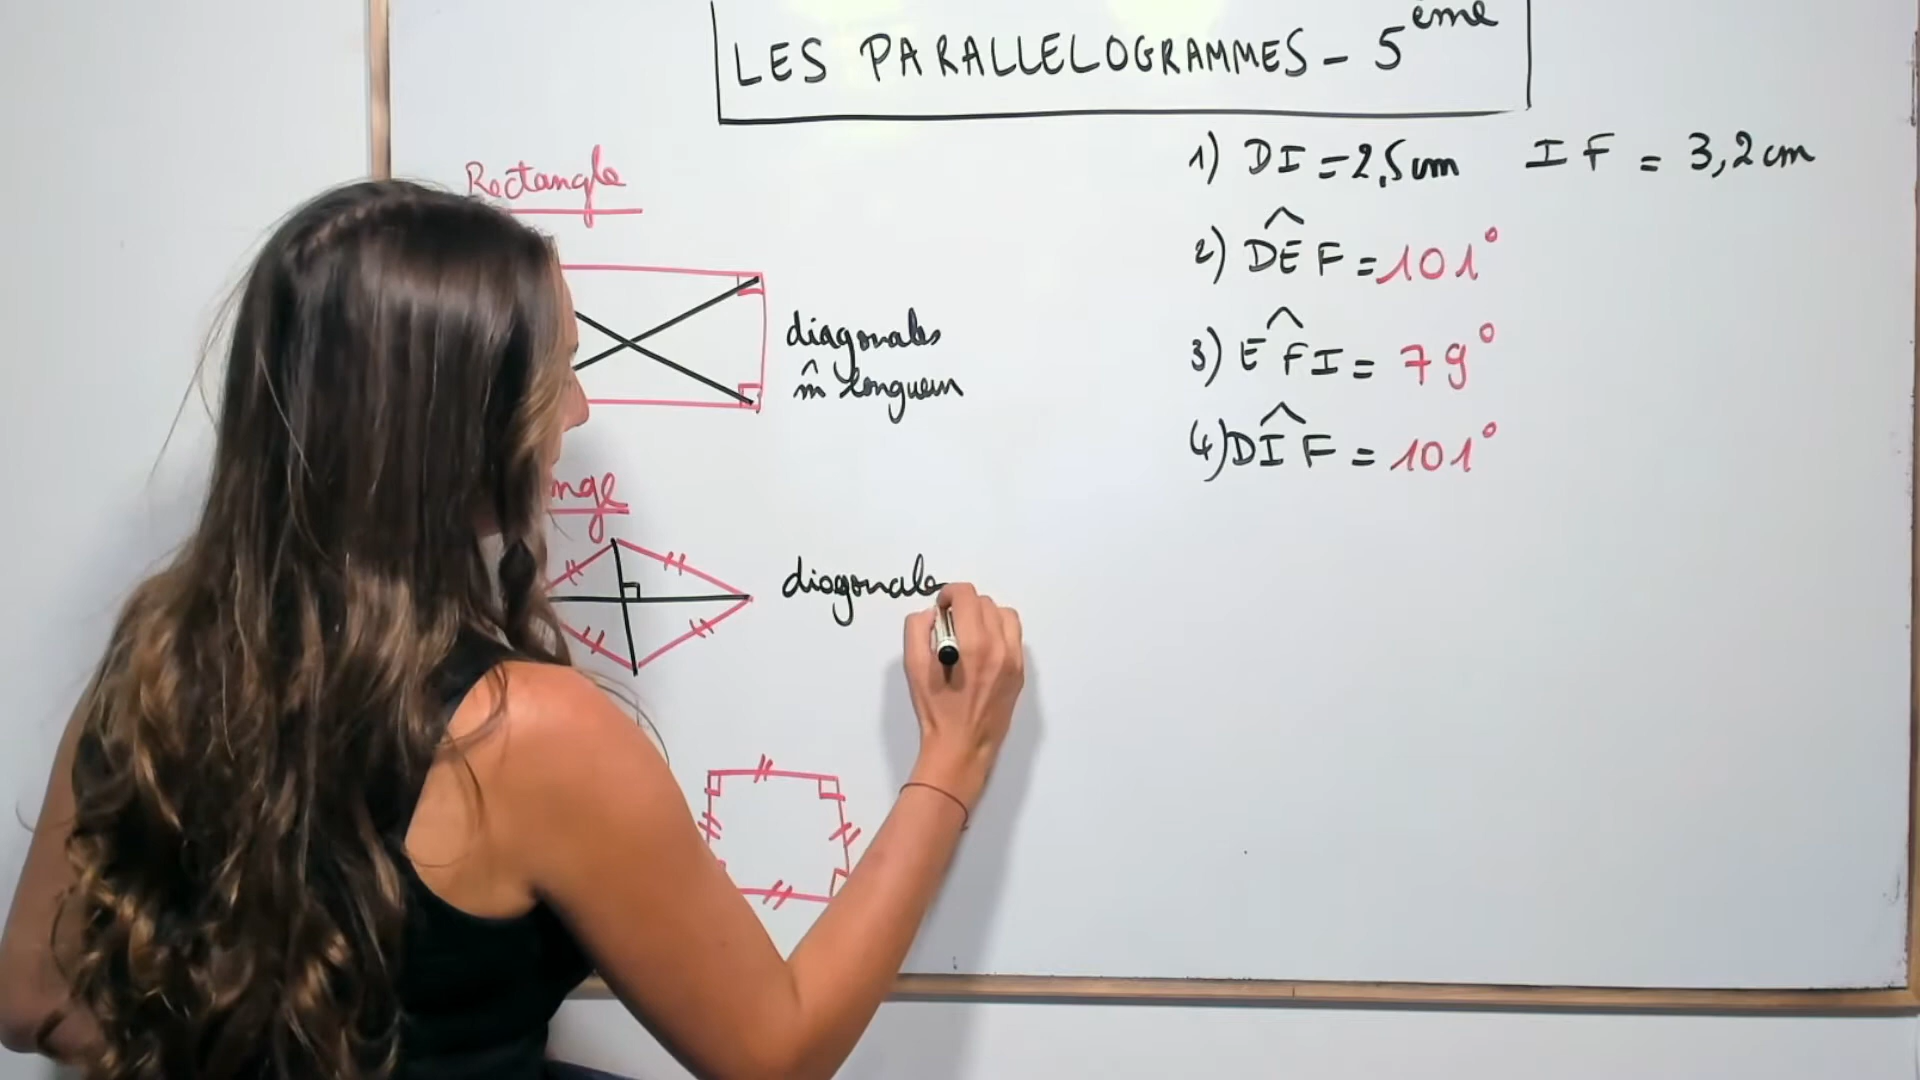 LES PARALLELOGRAMMES - 5ème
Rectangle
diagonales
m̂ longueur
diagonale
1) DI = 2,5 cm IF = 3,2 cm
2) DÊF = 101°
3) EF̂I = 79°
4) DÎF = 101°